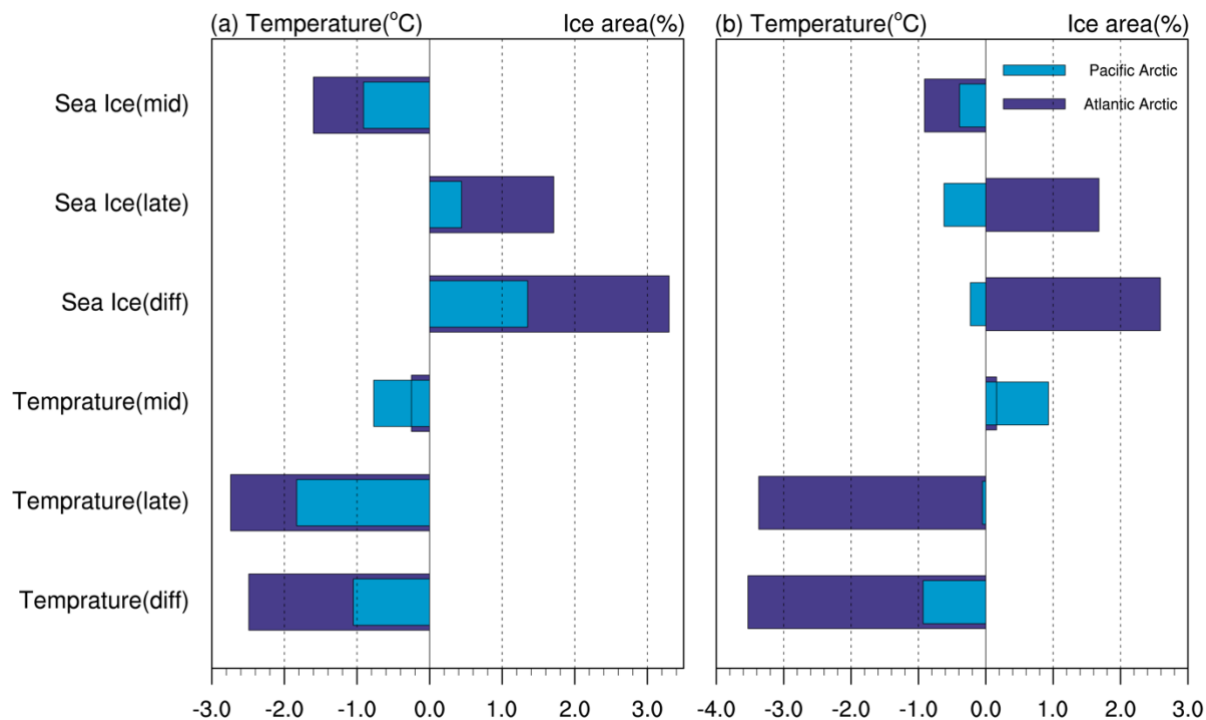 (a) Temperature(°C) Ice area(%)
(b) Temperature(°C) Ice area(%)
Pacific Arctic
Atlantic Arctic
Sea Ice(mid)
Sea Ice(late)
Sea Ice(diff)
Temprature(mid)
Temprature(late)
Temprature(diff)
-3.0 -2.0 -1.0 0.0 1.0 2.0 3.0
-4.0 -3.0 -2.0 -1.0 0.0 1.0 2.0 3.0